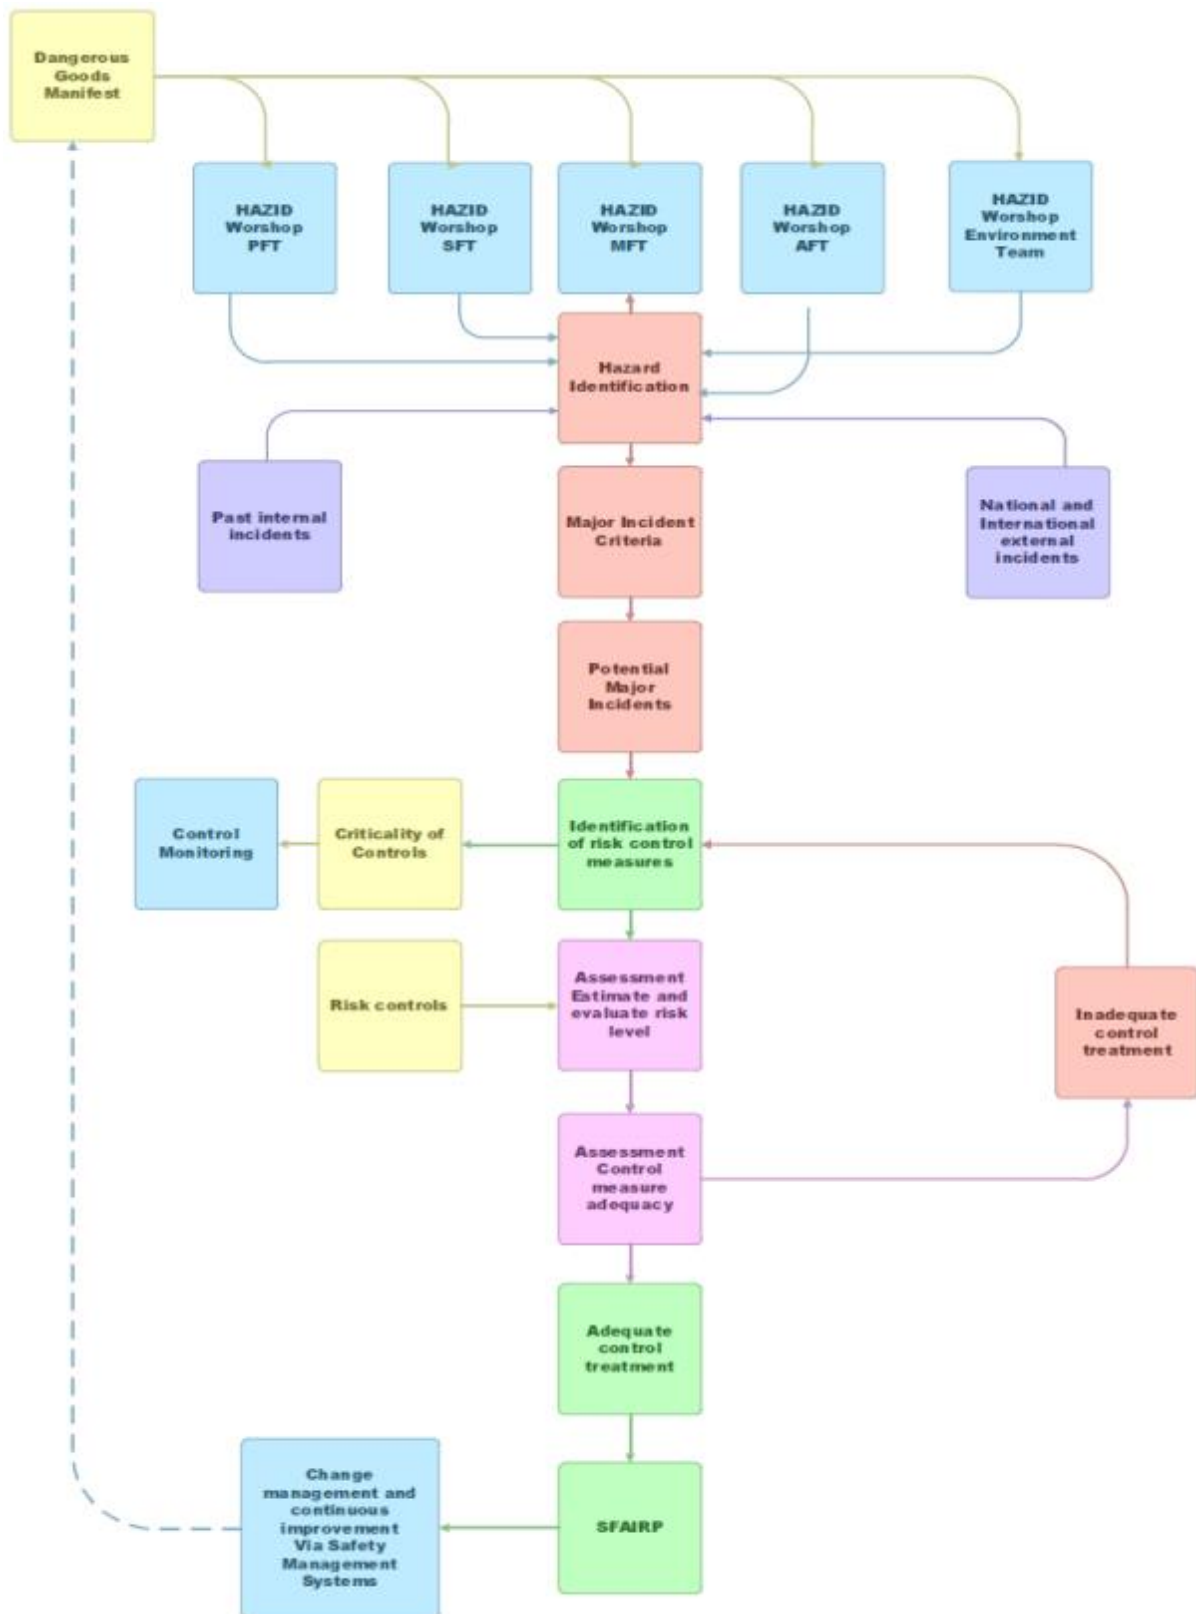 Dangerous
Goods
Manifest
HAZID
Worshop
PFT
HAZID
Worshop
SFT
HAZID
Worshop
MFT
HAZID
Worshop
AFT
HAZID
Worshop
Environment
Team
Hazard
Identification
Past internal
incidents
Major Incident
Criteria
National and
International
external
incidents
Potential
Major
Incidents
Control
Monitoring
Criticality of
Controls
Identification
of risk control
measures
Risk controls
Assessment
Estimate and
evaluate risk
level
Inadequate
control
treatment
Assessment
Control
measure
adequacy
Adequate
control
treatment
Change
management and
continuous
improvement
Via Safety
Management
Systems
SFAIRP